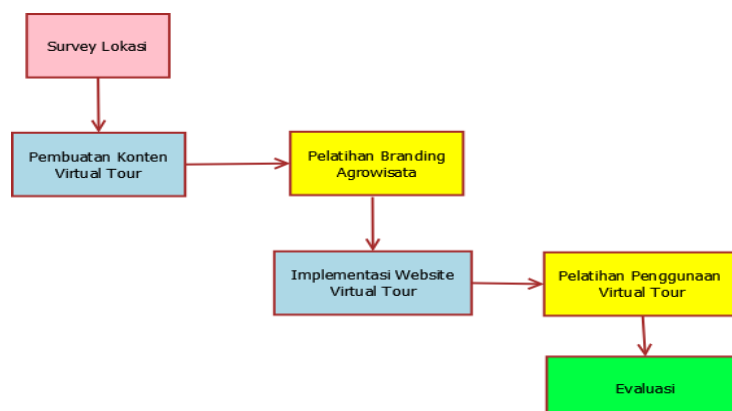 Survey Lokasi
Pembuatan Konten
Virtual Tour
Pelatihan Branding
Agrowisata
Implementasi Website
Virtual Tour
Pelatihan Penggunaan
Virtual Tour
Evaluasi